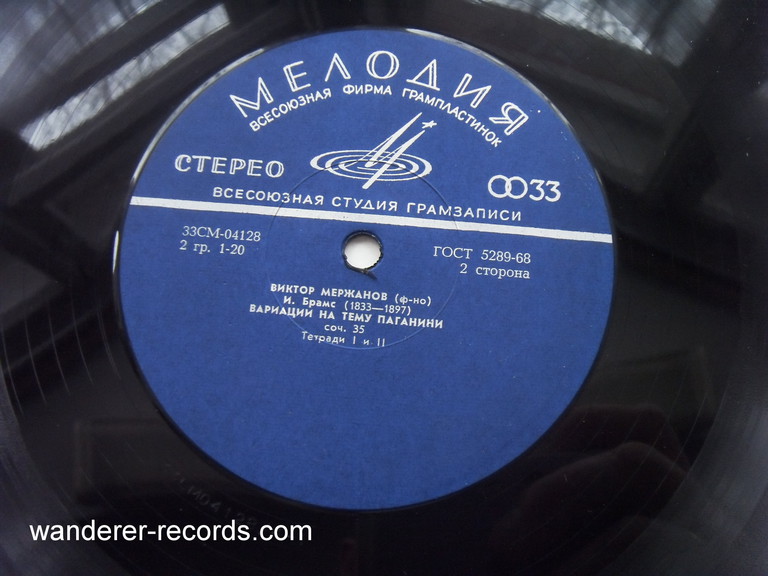 МЕЛОДИЯ
ВСЕСОЮЗНАЯ ФИРМА ГРАМПЛАСТИНОК
СТЕРЕО
33
ВСЕСОЮЗНАЯ СТУДИЯ ГРАМЗАПИСИ
33СМ-04128
2 гр. 1-20
ГОСТ 5289-68
2 сторона
ВИКТОР МЕРЖАНОВ (ф-но)
И. Брамс (1833—1897)
ВАРИАЦИИ НА ТЕМУ ПАГАНИНИ
соч. 35
Тетради I и II
wanderer-records.com